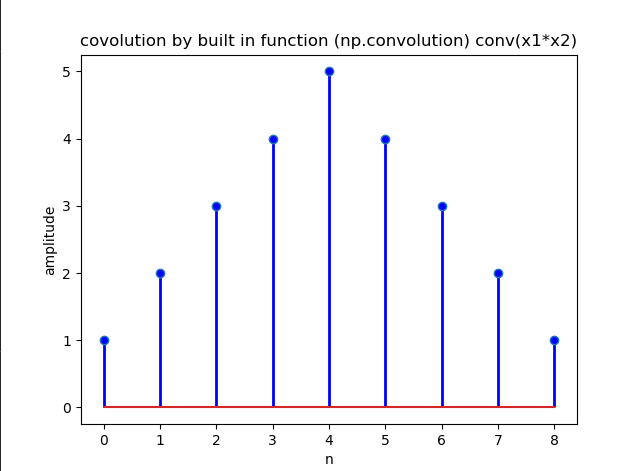 covolution by built in function (np.convolution) conv(x1*x2)
5
4
3
2
1
0
amplitude
0 1 2 3 4 5 6 7 8
n